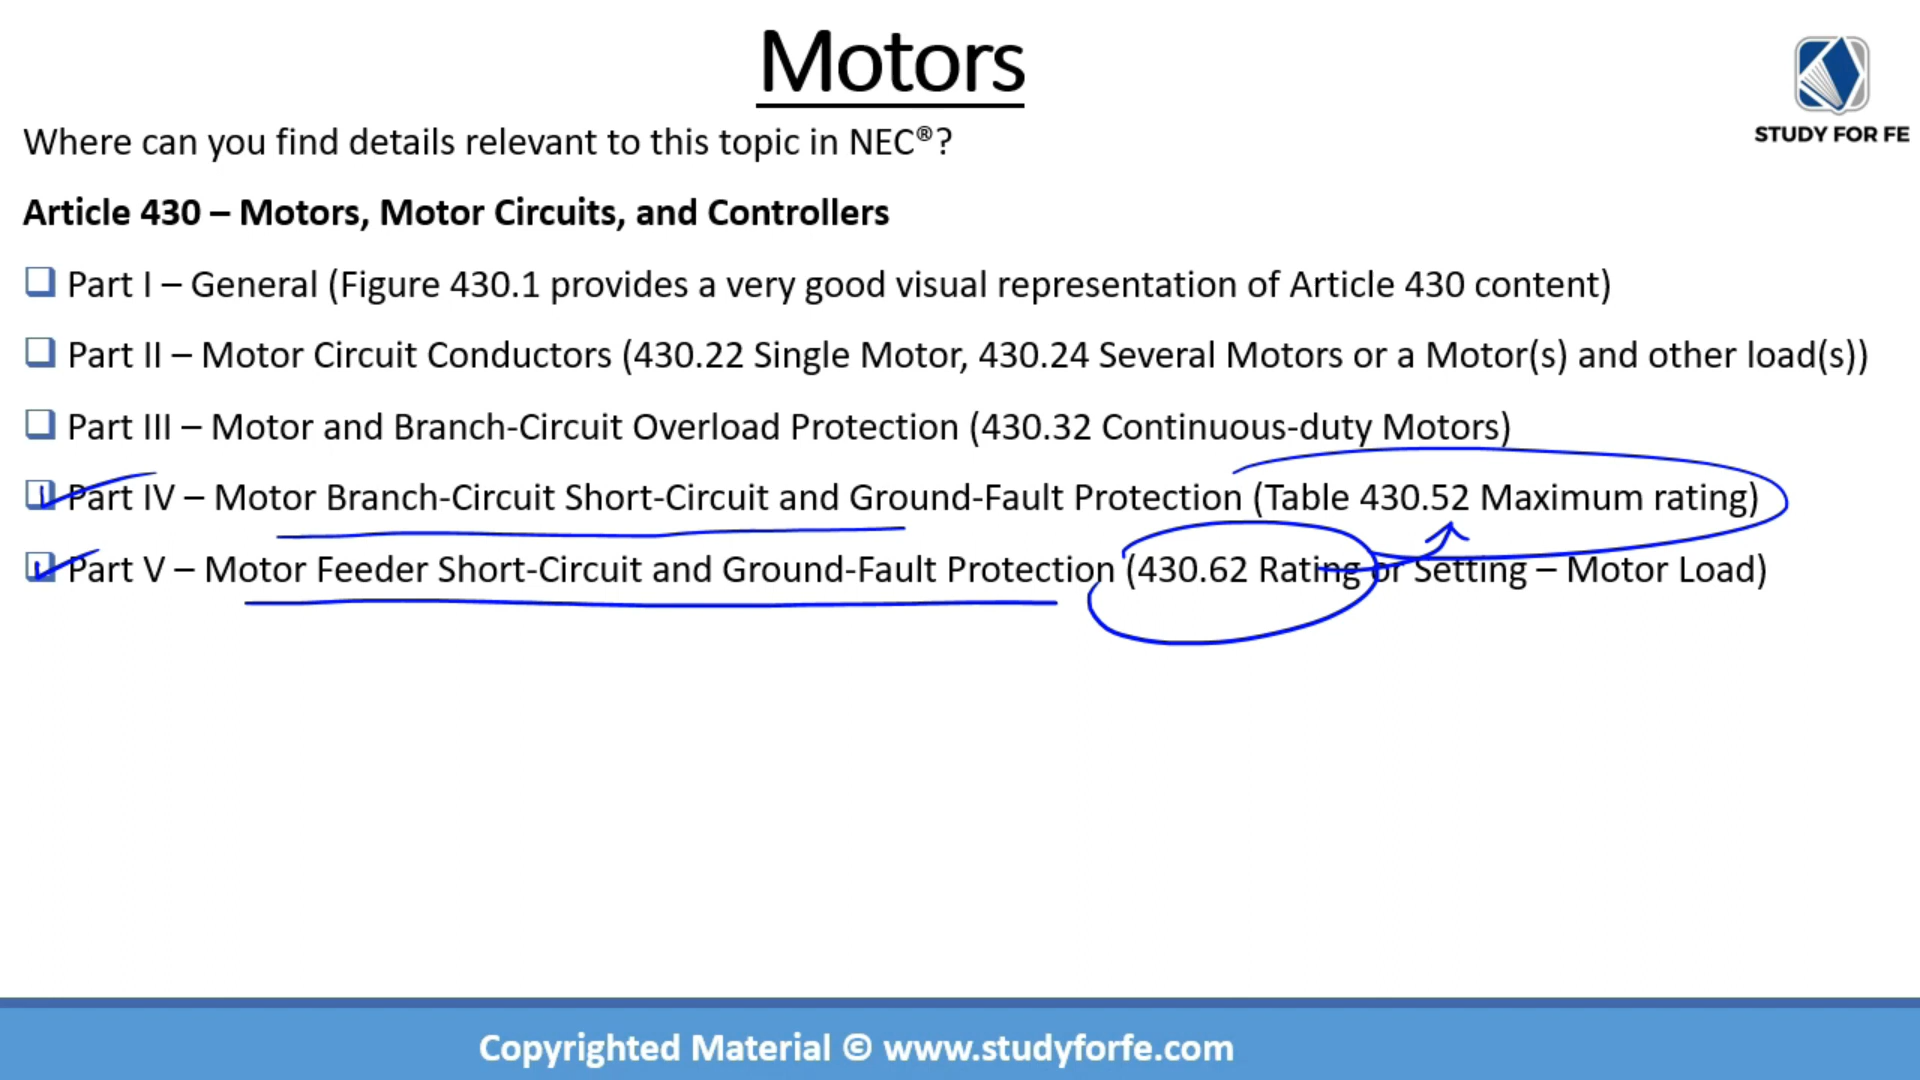 Motors
STUDY FOR FE
Where can you find details relevant to this topic in NEC®?
Article 430 – Motors, Motor Circuits, and Controllers
Part I – General (Figure 430.1 provides a very good visual representation of Article 430 content)
Part II – Motor Circuit Conductors (430.22 Single Motor, 430.24 Several Motors or a Motor(s) and other load(s))
Part III – Motor and Branch-Circuit Overload Protection (430.32 Continuous-duty Motors)
Part IV – Motor Branch-Circuit Short-Circuit and Ground-Fault Protection (Table 430.52 Maximum rating)
Part V – Motor Feeder Short-Circuit and Ground-Fault Protection (430.62 Rating or Setting – Motor Load)
Copyrighted Material © www.studyforfe.com